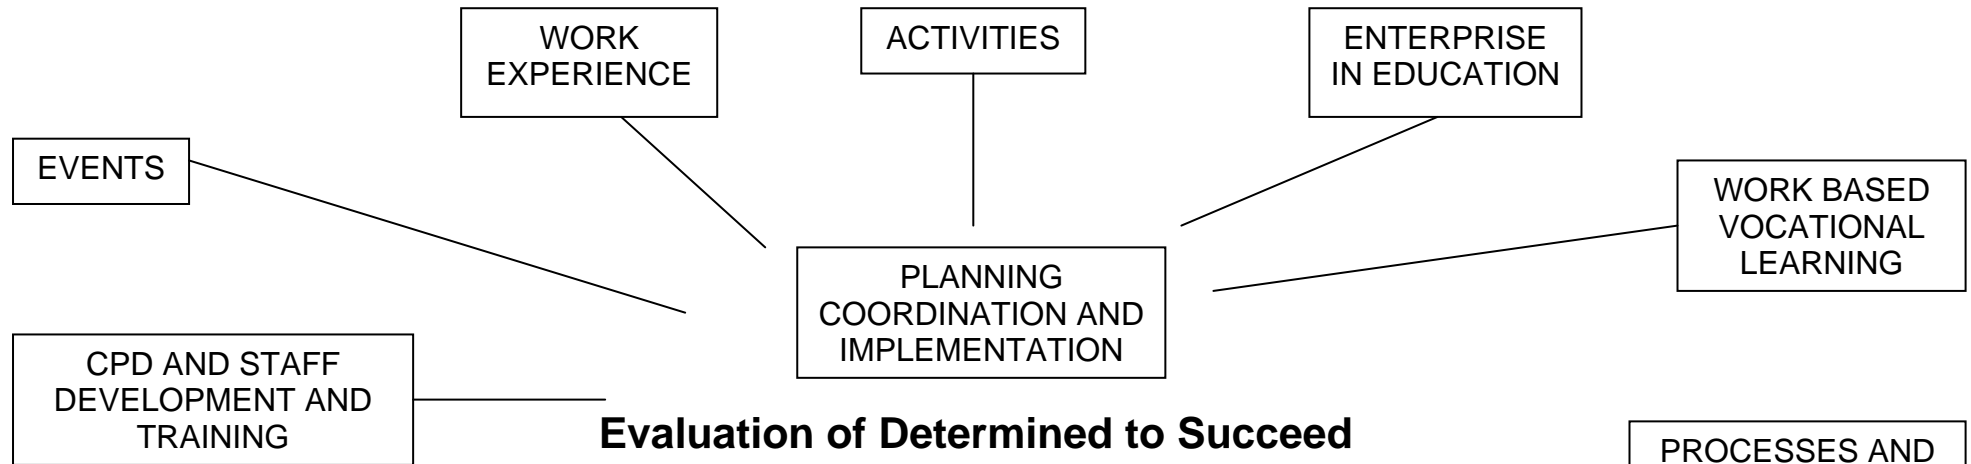 WORK
EXPERIENCE
ACTIVITIES
ENTERPRISE
IN EDUCATION
EVENTS
WORK BASED
VOCATIONAL
LEARNING
PLANNING
COORDINATION AND
IMPLEMENTATION
CPD AND STAFF
DEVELOPMENT AND
TRAINING
Evaluation of Determined to Succeed
PROCESSES AND